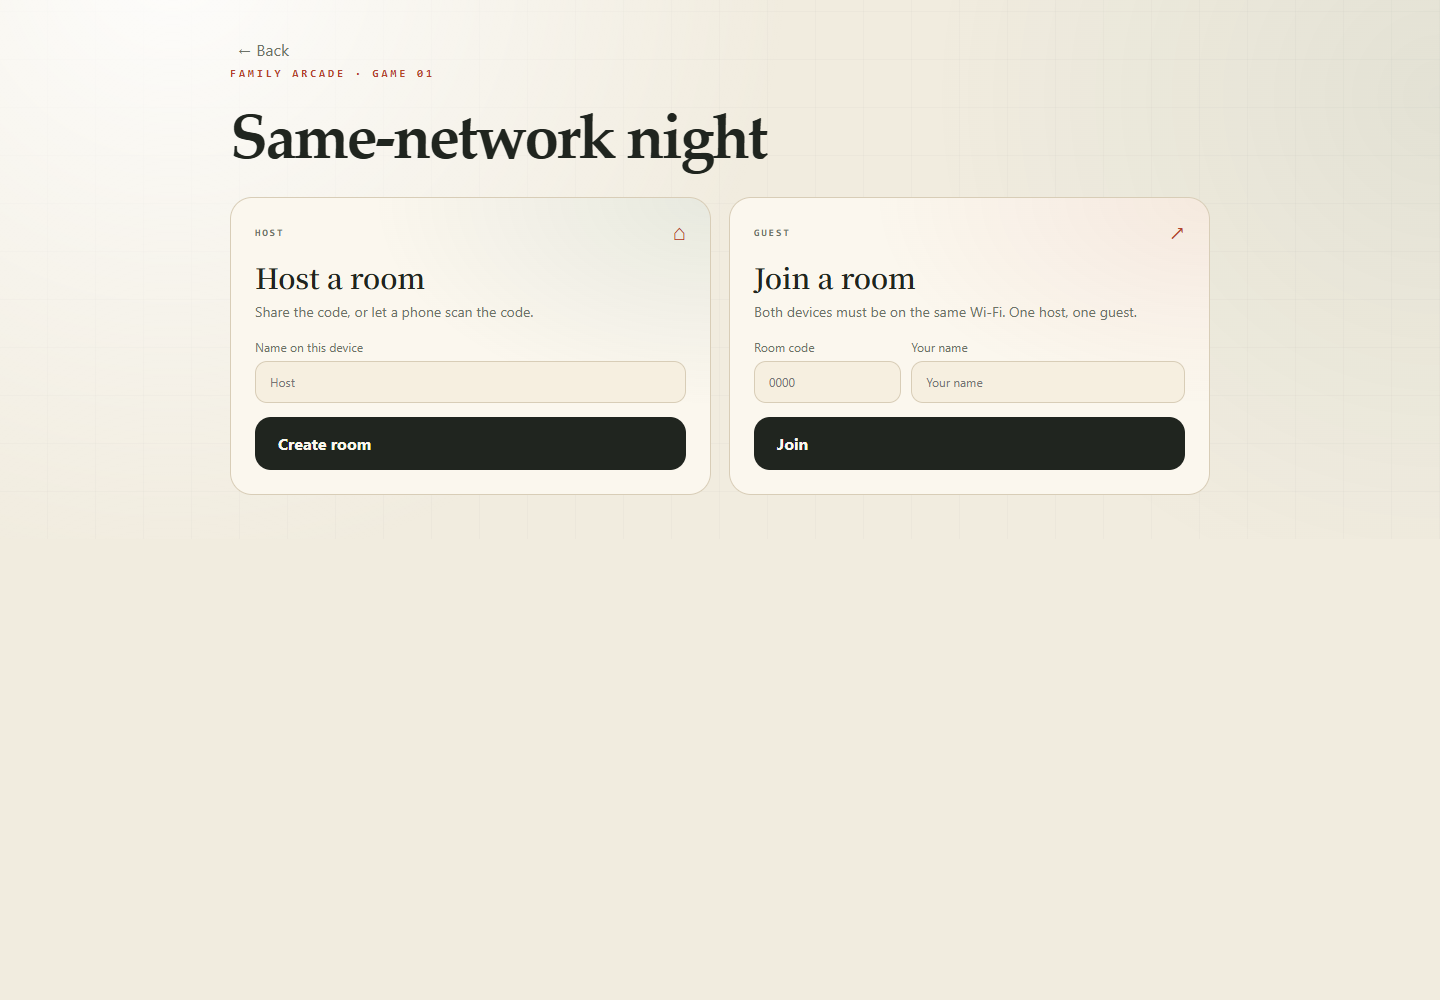 ← Back
FAMILY ARCADE · GAME 01
Same-network night
HOST
Host a room
Share the code, or let a phone scan the code.
Name on this device
Host
Create room
GUEST
Join a room
Both devices must be on the same Wi-Fi. One host, one guest.
Room code
Your name
0000
Your name
Join